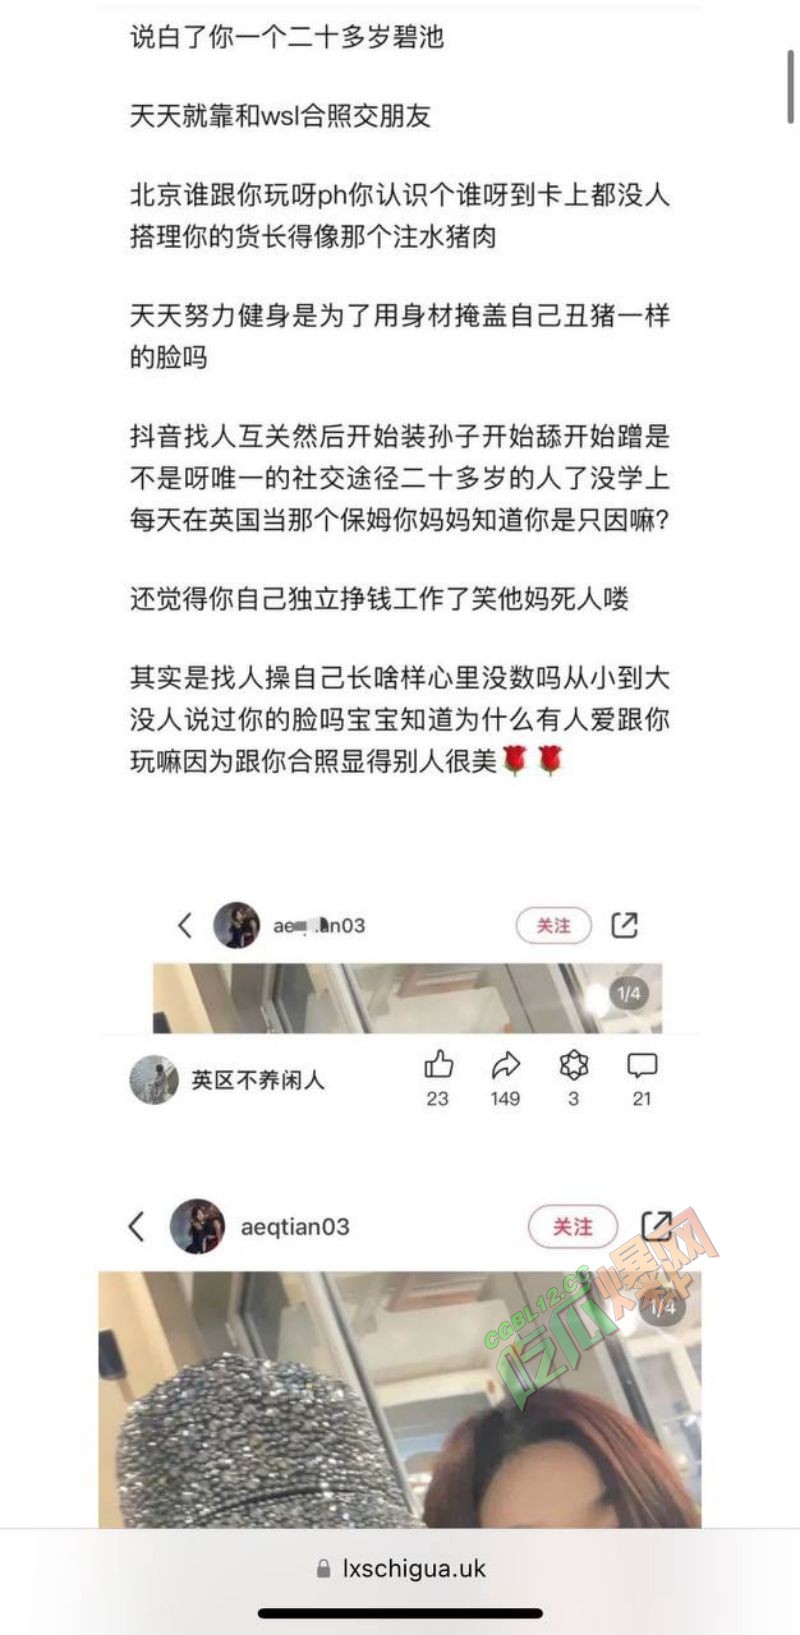 说白了你一个二十多岁碧池
天天就靠和wsl合照交朋友
北京谁跟你玩呀ph你认识个谁呀到卡上都没人
搭理你的货长得像那个注水猪肉
天天努力健身是为了用身材掩盖自己丑猪一样
的脸吗
抖音找人互关然后开始装孙子开始舔开始蹭是
不是呀唯一的社交途径二十多岁的人了没学上
每天在英国当那个保姆你妈妈知道你是只因嘛?
还觉得你自己独立挣钱工作了笑他妈死人喽
其实是找人操自己长啥样心里没数吗从小到大
没人说过你的脸吗宝宝知道为什么有人爱跟你
玩嘛因为跟你合照显得别人很美🌹🌹
关注
1/4
英区不养闲人
23 149 3 21
aeqtian03 关注
1/4
CGBL12.CC
吃瓜爆网
lxschigua.uk